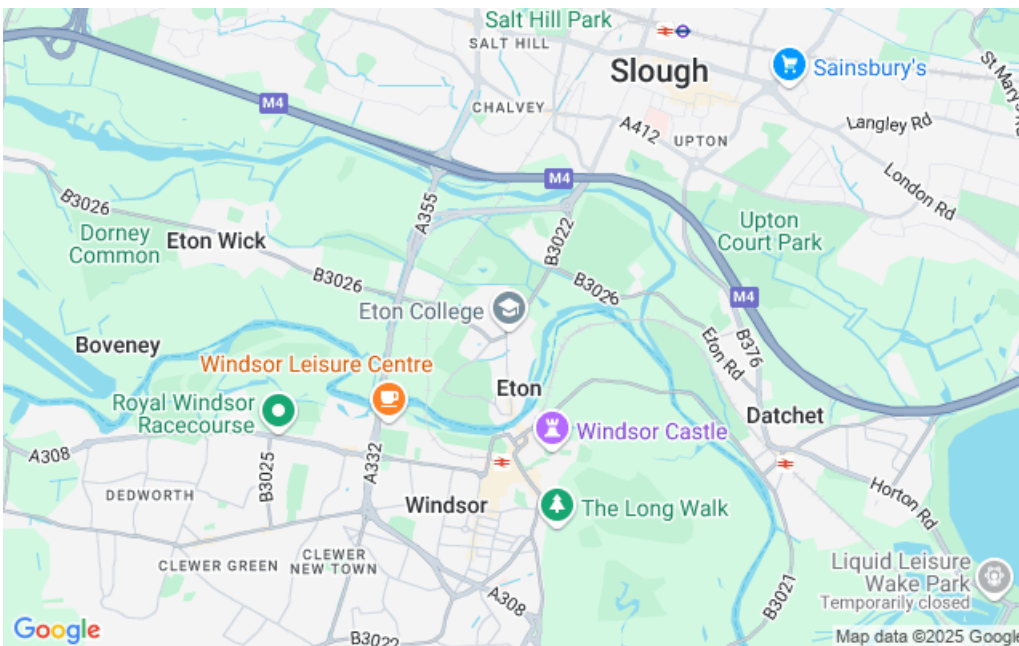 Salt Hill Park
SALT HILL
Slough
Sainsbury's
St Mary's
M4
CHALVEY
A412
UPTON
Langley Rd
London Rd
M4
B3026
A355
Dorney
Common
Eton Wick
B3022
Upton
Court Park
B3026
B3026
Eton College
M4
Boveney
Eton Rd
B376
Windsor Leisure Centre
Eton
Royal Windsor
Racecourse
Datchet
Windsor Castle
A308
B3025
A332
DEDWORTH
Windsor
The Long Walk
Horton Rd
CLEWER GREEN
CLEWER
NEW TOWN
Liquid Leisure
Wake Park
Temporarily closed
A308
B3021
B3022
Google
Map data ©2025 Google